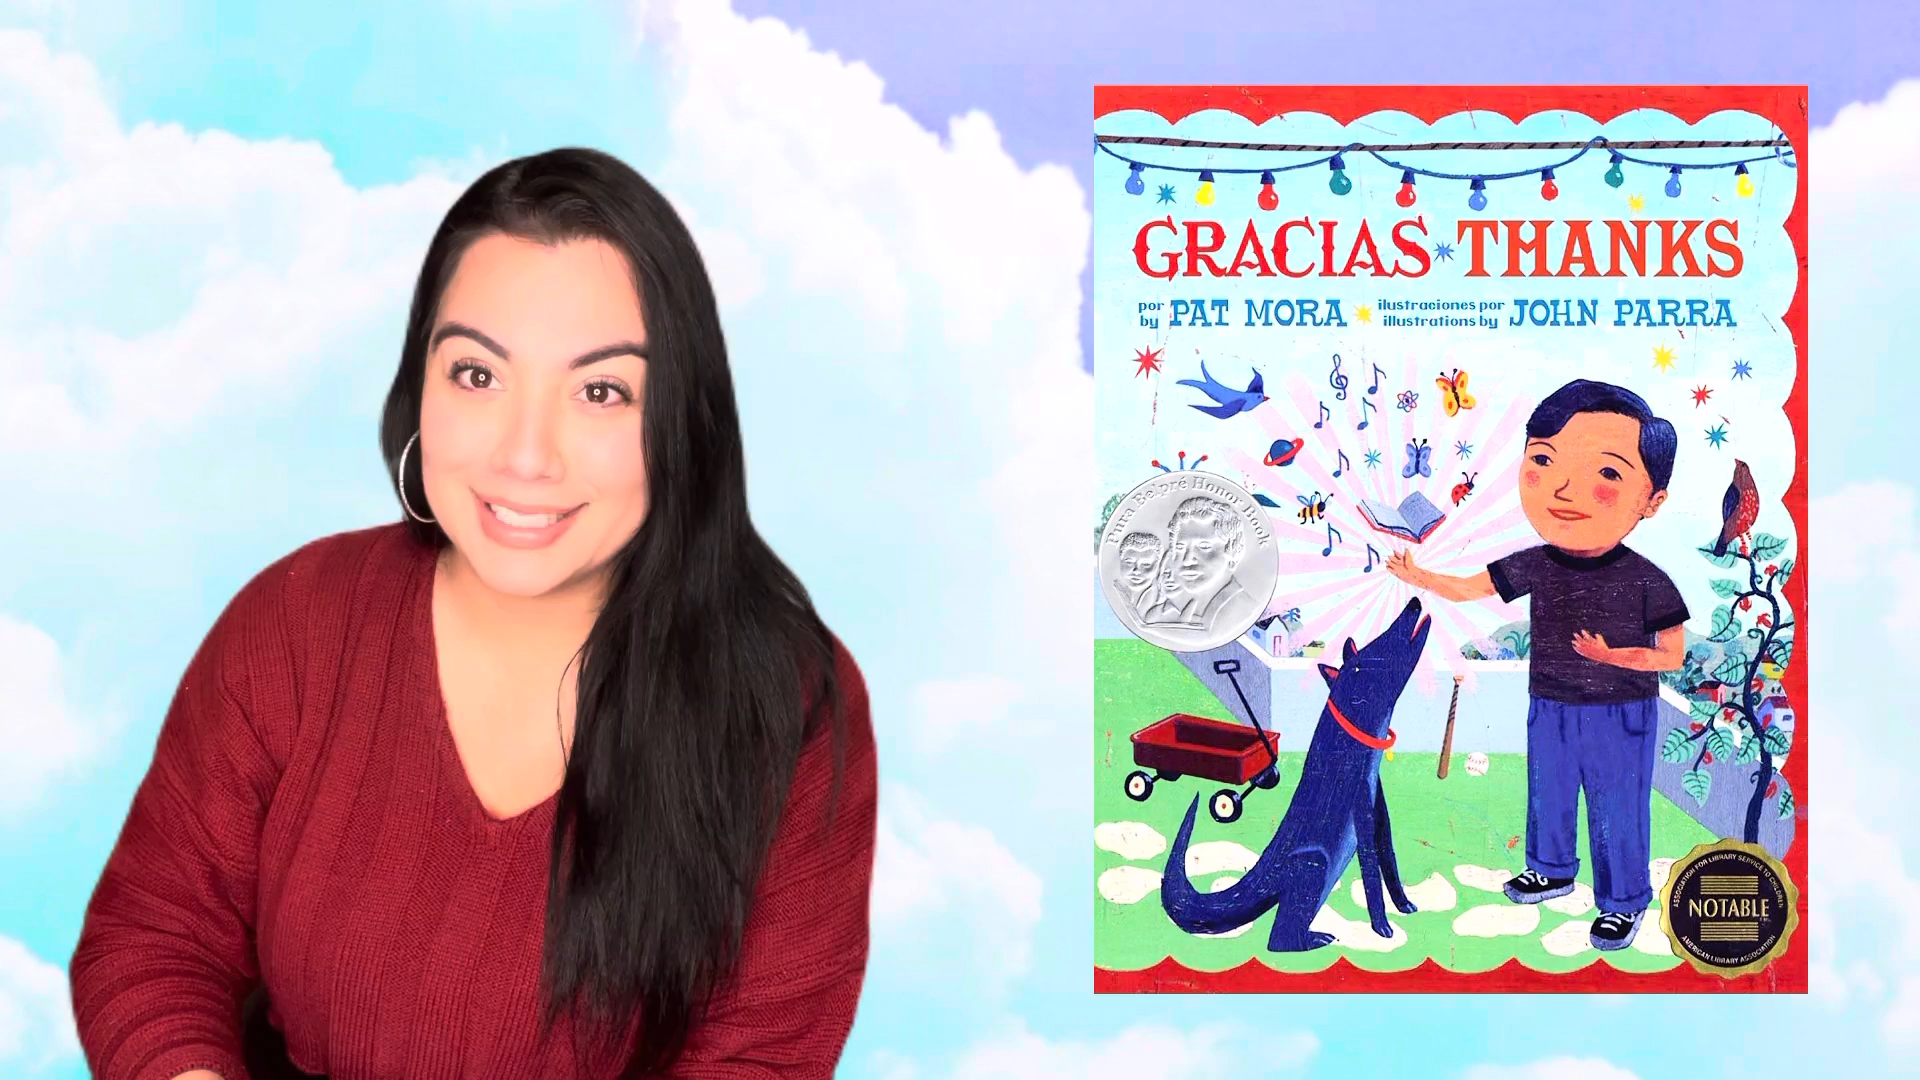 GRACIAS THANKS
por by PAT MORA ilustraciones por illustrations by JOHN PARRA
Pura Belpré Honor Book
ASSOCIATION FOR LIBRARY SERVICE TO CHILDREN
NOTABLE
AMERICAN LIBRARY ASSOCIATION